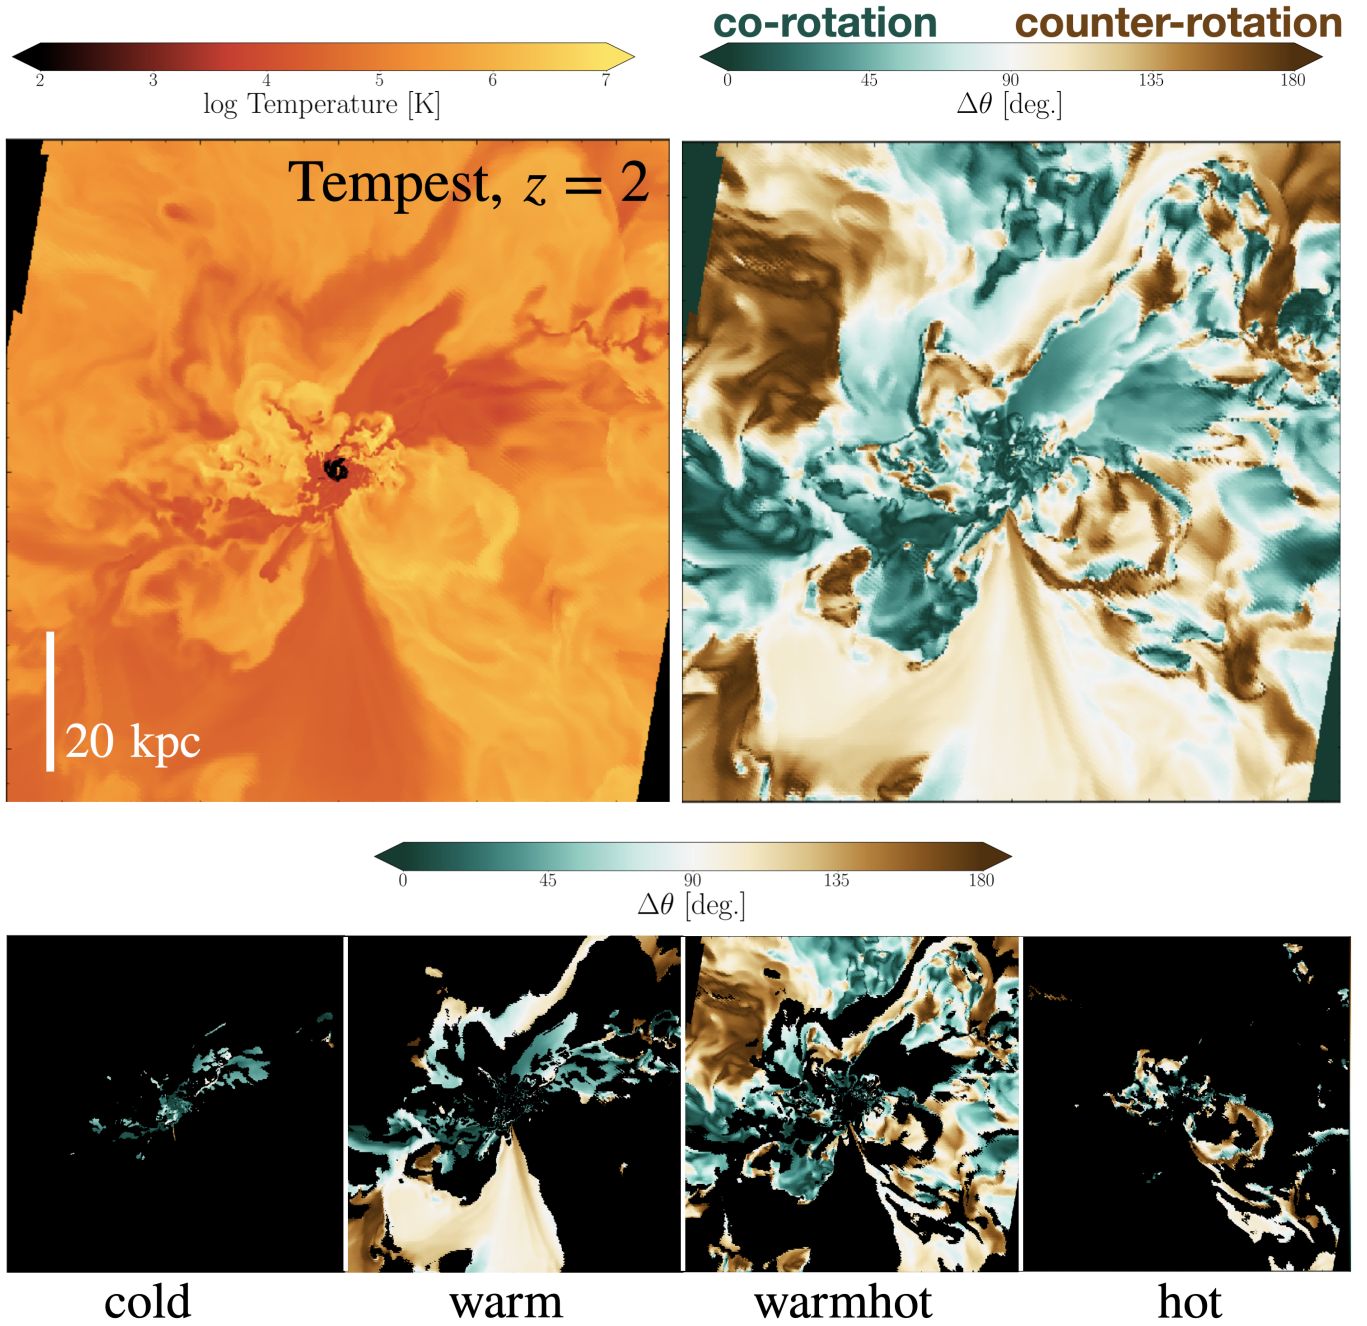 co-rotation counter-rotation
2 3 4 5 6 7
log Temperature [K]
0 45 90 135 180
Δθ [deg.]
Tempest, z = 2
20 kpc
0 45 90 135 180
Δθ [deg.]
cold warm warmhot hot